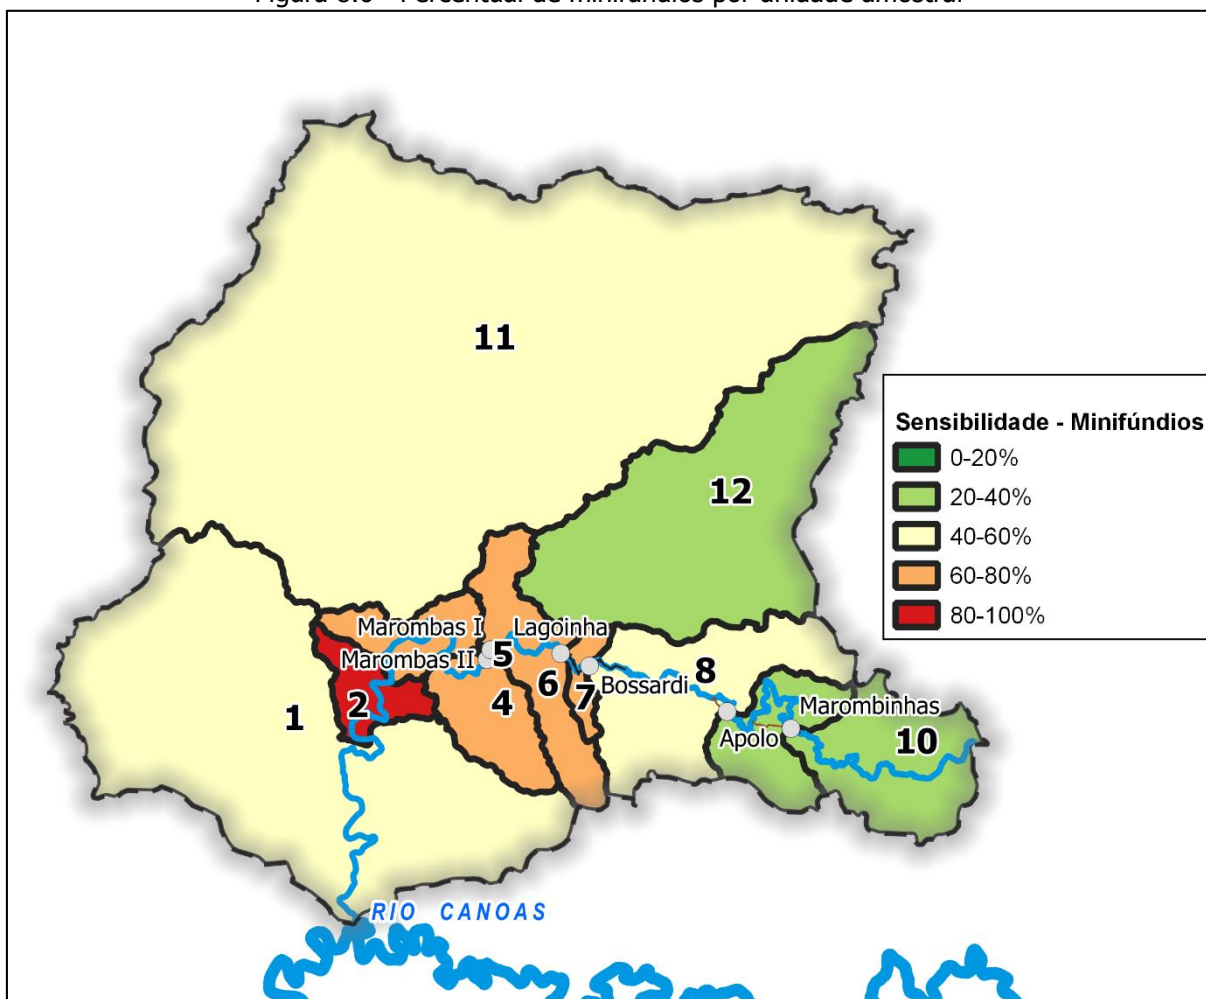 11
12
Sensibilidade - Minifúndios
0-20%
20-40%
40-60%
60-80%
80-100%
Marombas I
Lagoinha
Marombas II
5
8
6
Bossardi
7
4
2
1
Marombinhas
Apolo
10
RIO CANOAS